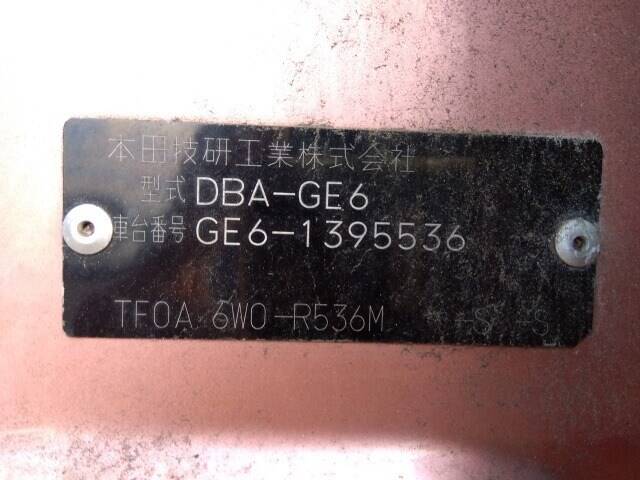 本田技研工業株式会社
型式 DBA-GE6
車台番号 GE6-1395536
TF0A 6W0-R536M -S -S